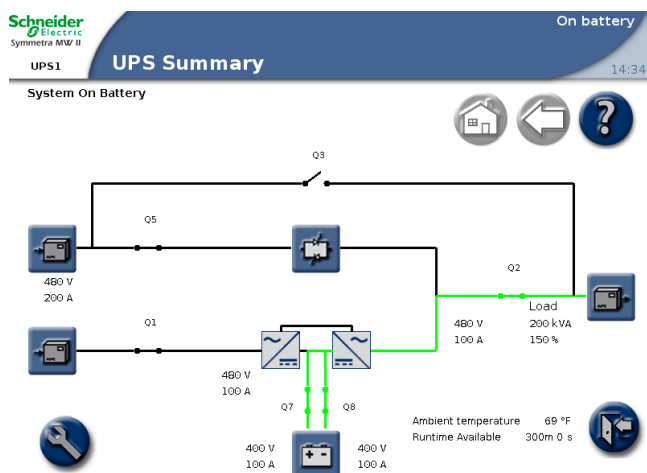 Schneider
Electric
Symmetra MW II
On battery
UPS1
UPS Summary
14:34
System On Battery
?
Q3
Q5
480 V
200 A
Q2
Load
480 V
200 kVA
100 A
150 %
Q1
480 V
100 A
Q7
Q8
400 V
100 A
400 V
100 A
Ambient temperature 69 °F
Runtime Available 300m 0 s